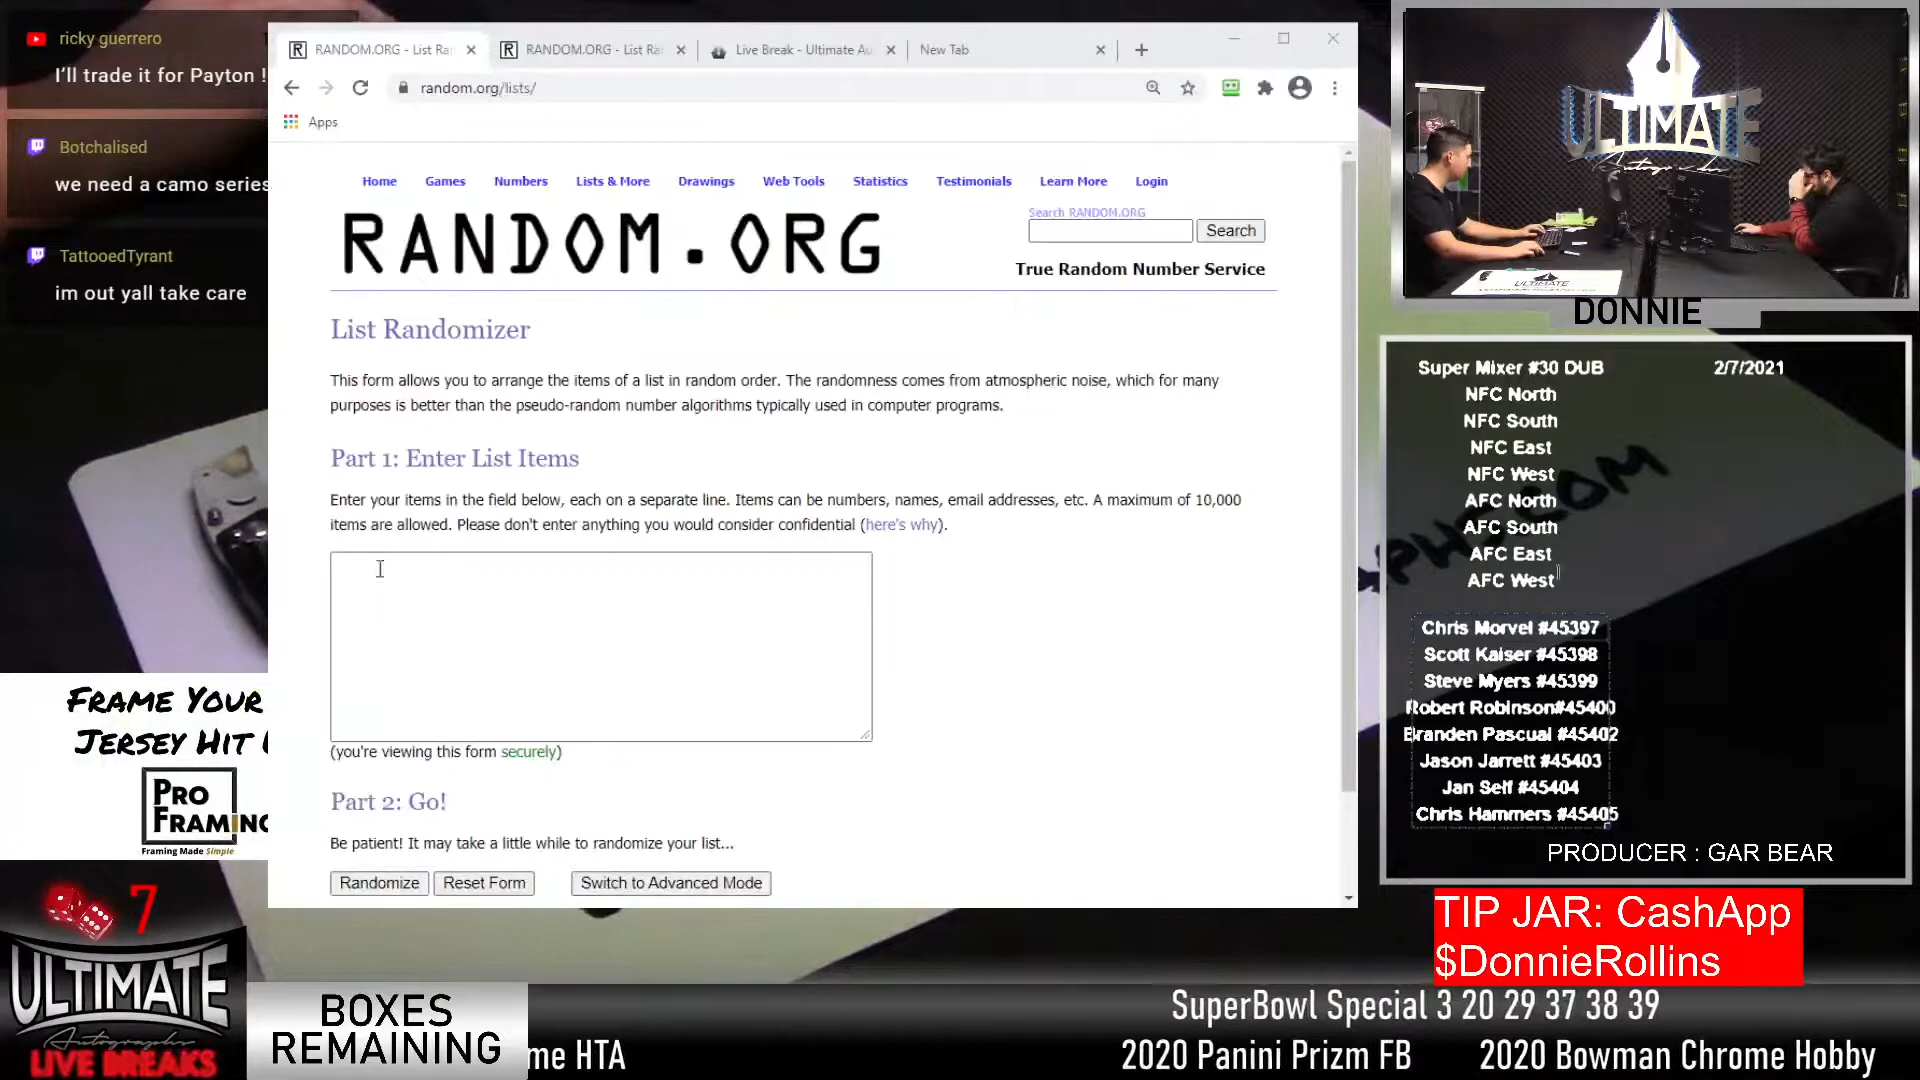 ricky guerrero
I'll trade it for Payton !
Botchalised
we need a camo series
TattooedTyrant
im out yall take care
RANDOM.ORG - List Ra
RANDOM.ORG - List Ra
Live Break - Ultimate Au
New Tab
random.org/lists/
Apps
Home Games Numbers Lists & More Drawings Web Tools Statistics Testimonials Learn More Login
RANDOM.ORG
Search RANDOM.ORG
Search
True Random Number Service
List Randomizer
This form allows you to arrange the items of a list in random order. The randomness comes from atmospheric noise, which for many
purposes is better than the pseudo-random number algorithms typically used in computer programs.
Part 1: Enter List Items
Enter your items in the field below, each on a separate line. Items can be numbers, names, email addresses, etc. A maximum of 10,000
items are allowed. Please don't enter anything you would consider confidential (here's why).
(you're viewing this form securely)
Part 2: Go!
Be patient! It may take a little while to randomize your list...
Randomize Reset Form Switch to Advanced Mode
ULTIMATE
Autographs
ULTIMATE
DONNIE
Super Mixer #30 DUB 2/7/2021
NFC North
NFC South
NFC East
NFC West
AFC North
AFC South
AFC East
AFC West
Chris Morvel #45397
Scott Kaiser #45398
Steve Myers #45399
Robert Robinson#45400
Branden Pascual #45402
Jason Jarrett #45403
Jan Self #45404
Chris Hammers #45405
PRODUCER : GAR BEAR
TIP JAR: CashApp
$DonnieRollins
FRAME YOUR
JERSEY HIT
PRO
FRAMING
Framing Made Simple
7
ULTIMATE
Autographs
LIVE BREAKS
BOXES
REMAINING
me HTA
SuperBowl Special 3 20 29 37 38 39
2020 Panini Prizm FB 2020 Bowman Chrome Hobby